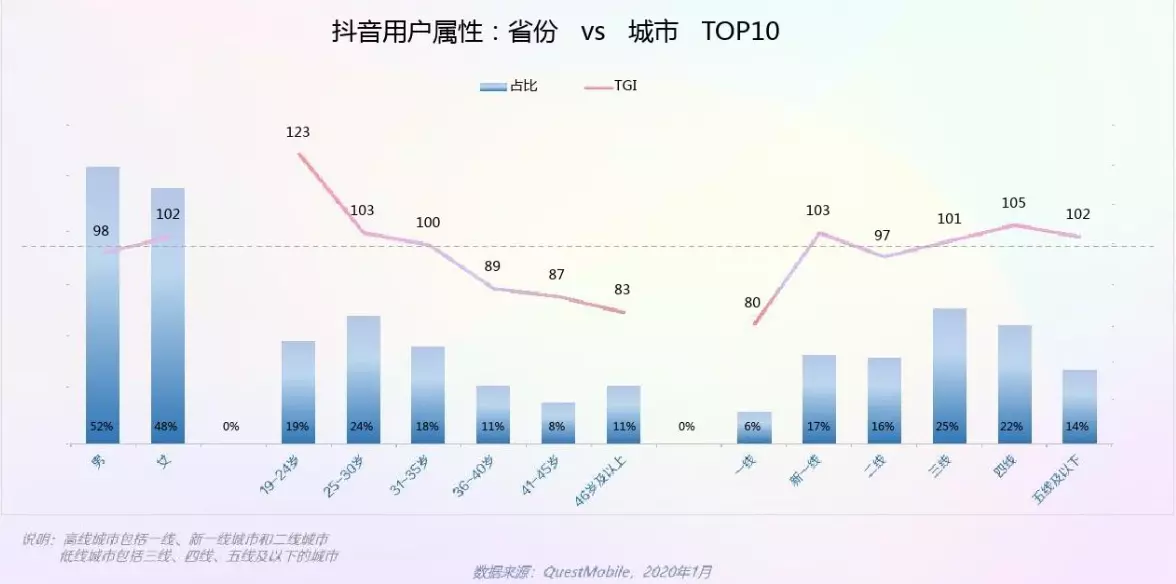 抖音用户属性：省份 vs 城市 TOP10
占比 TGI
123
103
100
89
87
83
98
102
80
103
97
101
105
102
52% 48% 0% 19% 24% 18% 11% 8% 11% 0% 6% 17% 16% 25% 22% 14%
男 女 19-24岁 25-30岁 31-35岁 36-40岁 41-45岁 46岁及以上 一线 新一线 二线 三线 四线 五线及以下
说明：高线城市包括一线、新一线城市和二线城市
低线城市包括三线、四线、五线及以下的城市
数据来源：QuestMobile，2020年1月